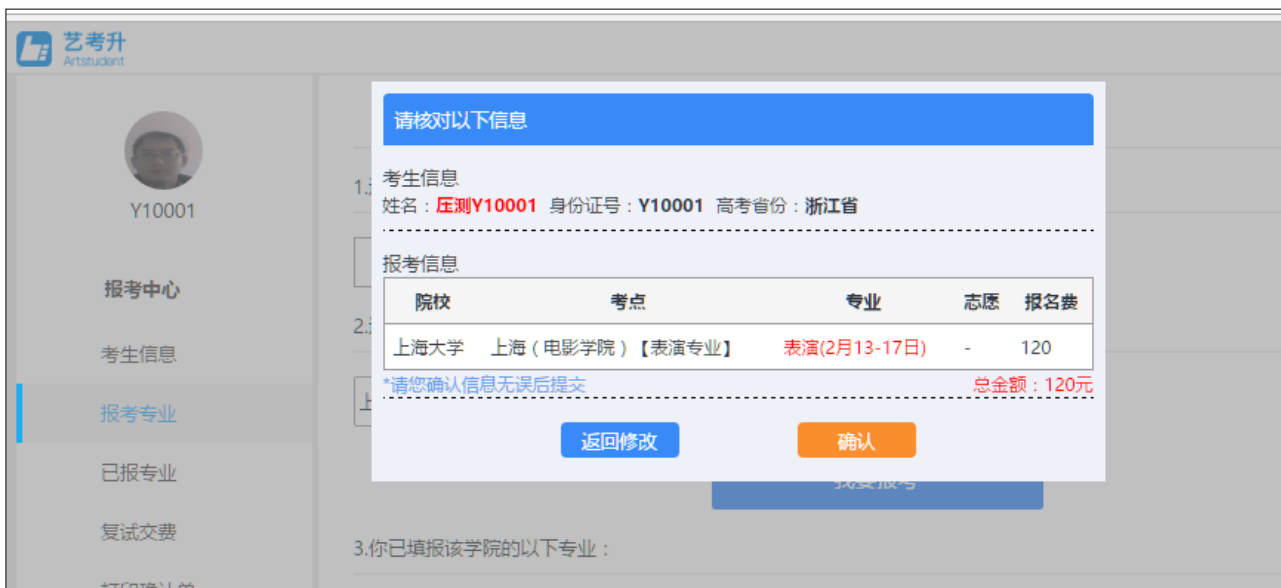 艺考升
Artstudent
Y10001
报考中心
考生信息
报考专业
已报专业
复试交费
请核对以下信息
考生信息
姓名：压测Y10001 身份证号：Y10001 高考省份：浙江省
报考信息
院校 考点 专业 志愿 报名费
上海大学 上海（电影学院）【表演专业】 表演(2月13-17日) - 120
*请您确认信息无误后提交 总金额：120元
返回修改 确认
1.
2.
我要报考
3.你已填报该学院的以下专业：